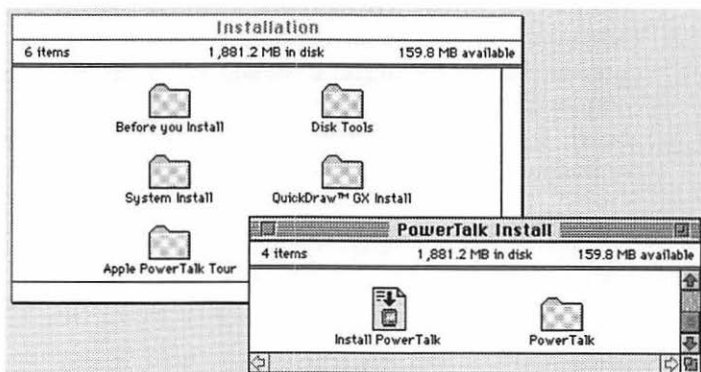 Installation
6 items 1,881.2 MB in disk 159.8 MB available
Before you Install Disk Tools
System Install QuickDraw™ GX Install
Apple PowerTalk Tour
PowerTalk Install
4 items 1,881.2 MB in disk 159.8 MB available
Install PowerTalk PowerTalk